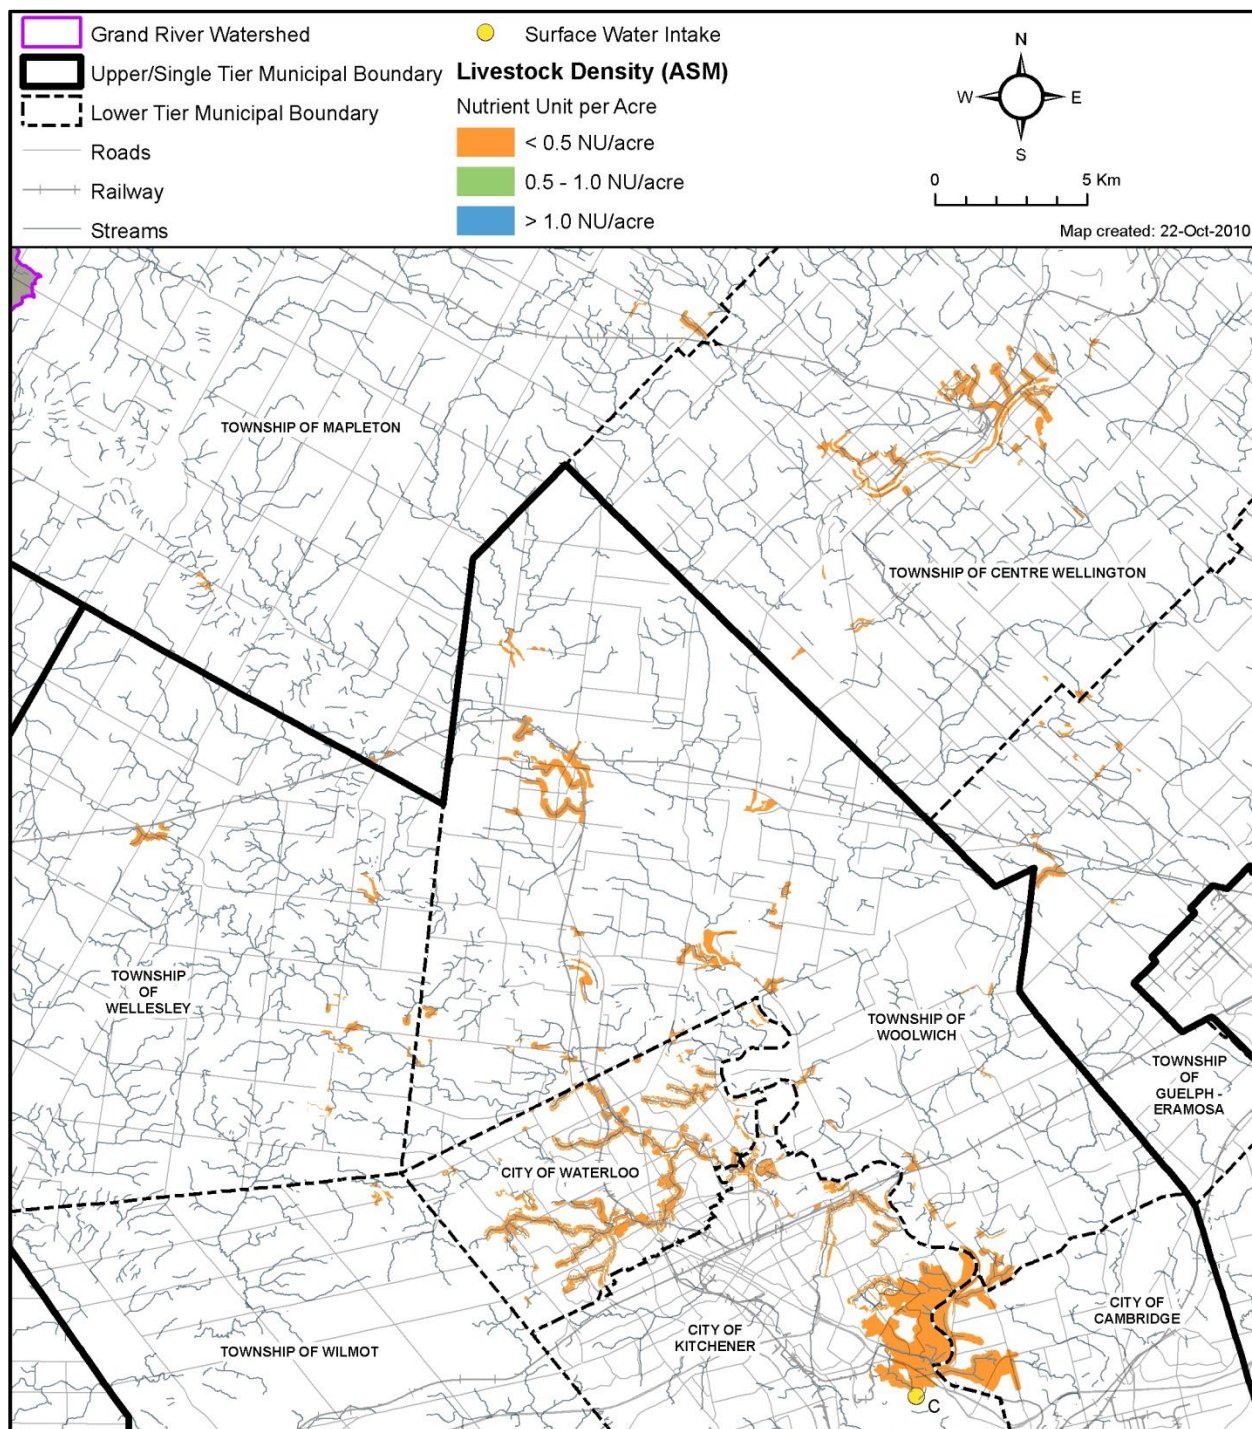 Grand River Watershed
Upper/Single Tier Municipal Boundary
Lower Tier Municipal Boundary
Roads
Railway
Streams
Surface Water Intake
Livestock Density (ASM)
Nutrient Unit per Acre
< 0.5 NU/acre
0.5 - 1.0 NU/acre
> 1.0 NU/acre
N
W E
S
0 5 Km
Map created: 22-Oct-2010
TOWNSHIP OF MAPLETON
TOWNSHIP OF CENTRE WELLINGTON
TOWNSHIP
OF
WELLESLEY
TOWNSHIP OF
WOOLWICH
TOWNSHIP
OF
GUELPH -
ERAMOSA
CITY OF WATERLOO
CITY OF
KITCHENER
CITY OF
CAMBRIDGE
TOWNSHIP OF WILMOT
C